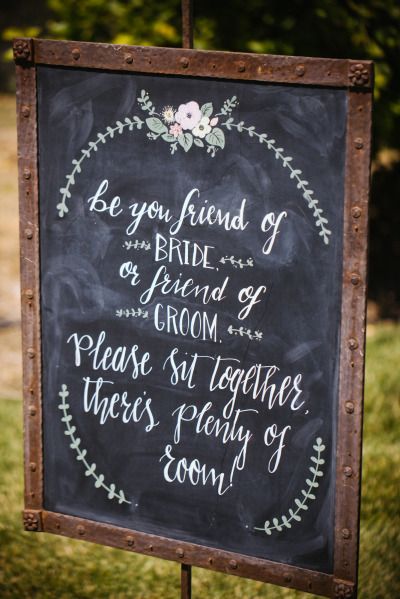 be you friend of
BRIDE.
or friend of
GROOM.
Please sit together,
there's plenty of
room!